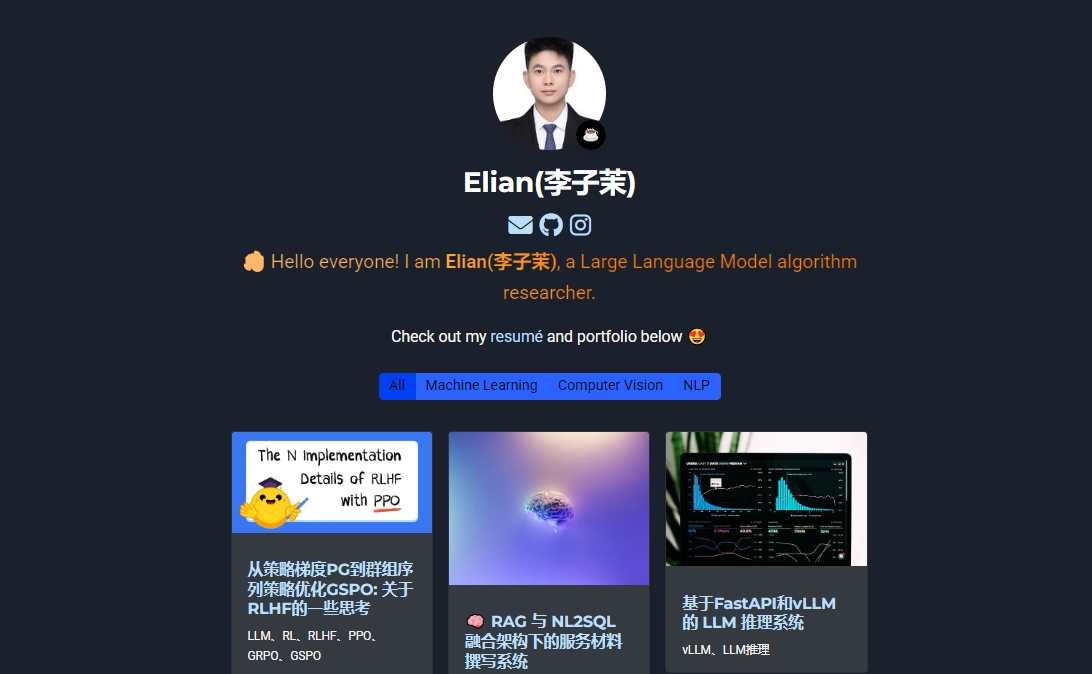 Elian(李子茉)
Hello everyone! I am Elian(李子茉), a Large Language Model algorithm
researcher.
Check out my resumé and portfolio below 🤩
All
Machine Learning
Computer Vision
NLP
The N Implementation
Details of RLHF
with PPO
从策略梯度PG到群组序
列策略优化GSPO: 关于
RLHF的一些思考
LLM、RL、RLHF、PPO、
GRPO、GSPO
🧠 RAG 与 NL2SQL
融合架构下的服务材料
撰写系统
基于FastAPI和vLLM
的 LLM 推理系统
vLLM、LLM推理